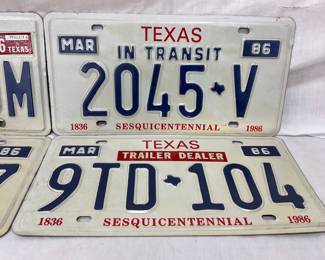 TEXAS
MAR IN TRANSIT 86
2045 V
1836 SESQUICENTENNIAL 1986
TEXAS
MAR TRAILER DEALER 86
9TD 104
1836 SESQUICENTENNIAL 1986
TEXAS
M
86
7